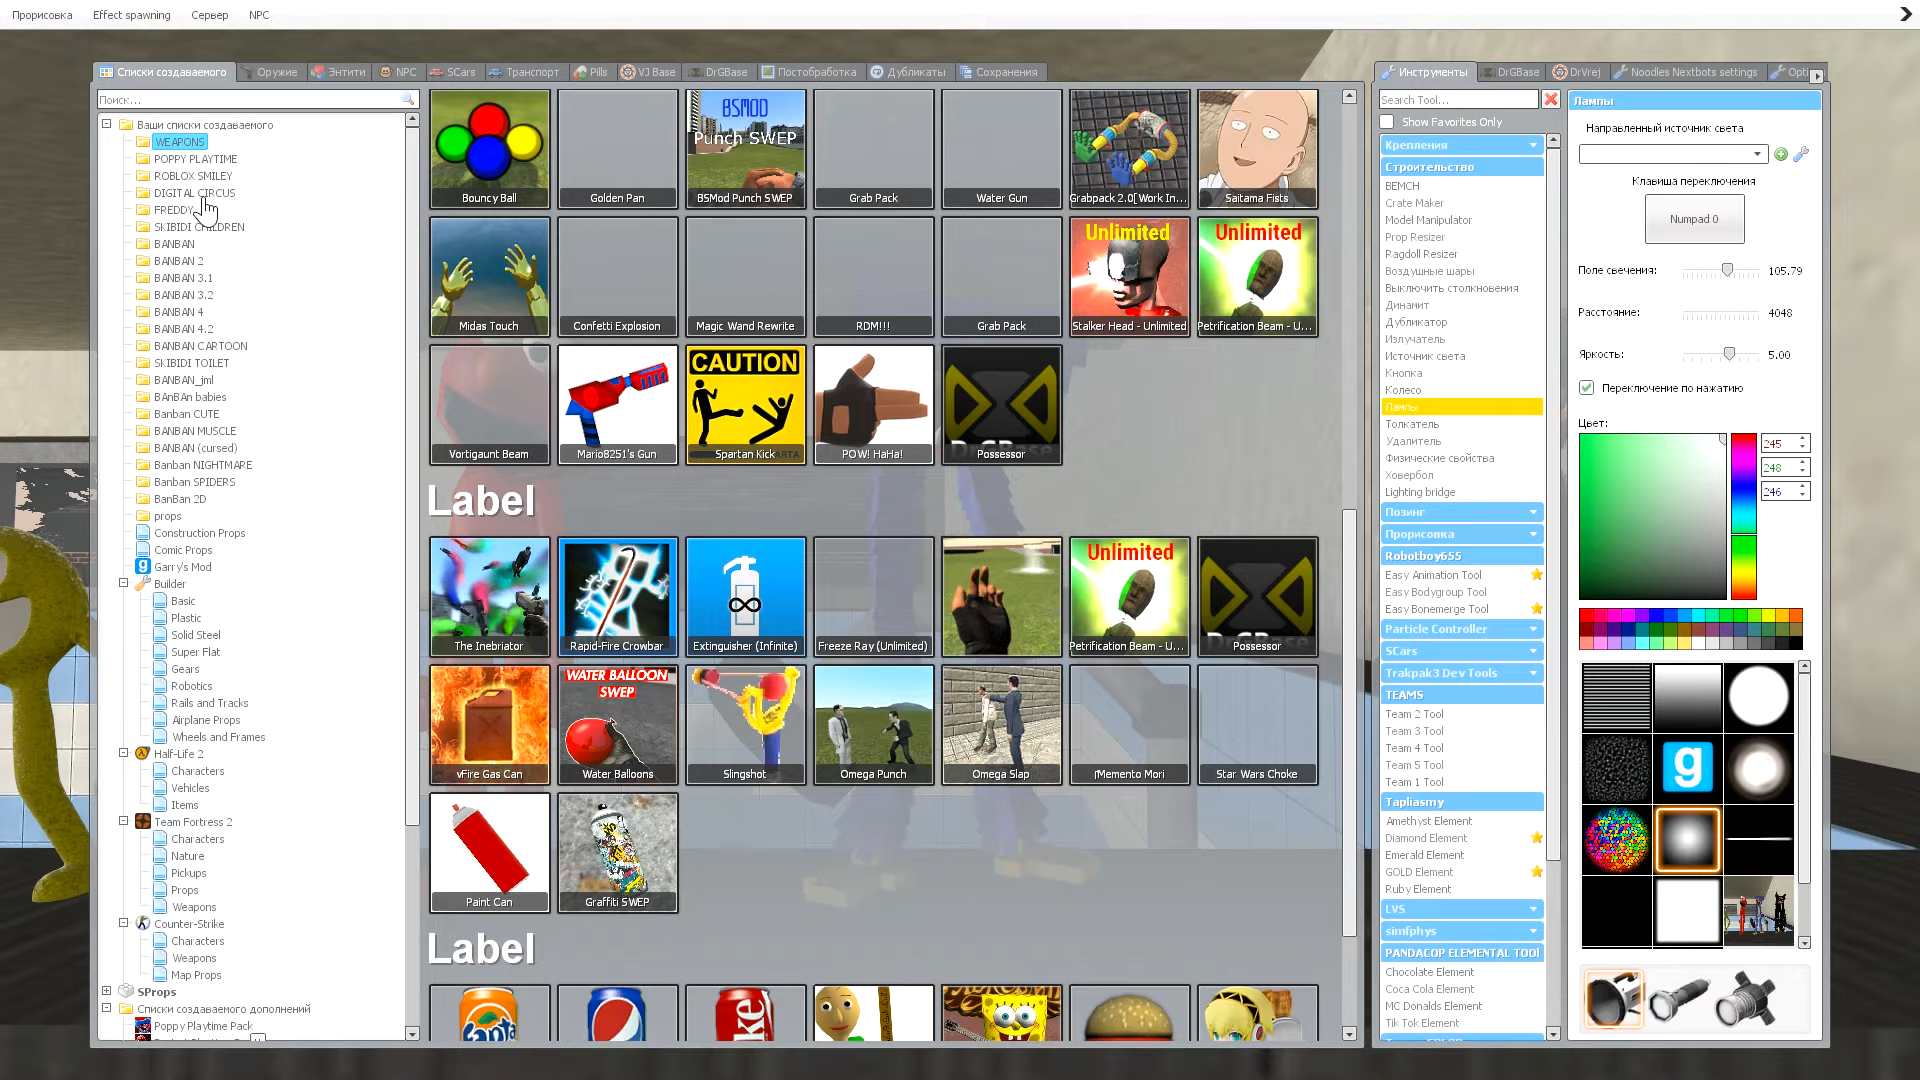 Прорисовка Effect spawning Сервер NPC
Списки создаваемого Оружие Энтити NPC SCars Транспорт Pills VJ Base DrGBase Постобработка Дубликаты Сохранения
Поиск...
Ваши списки создаваемого
WEAPONS
POPPY PLAYTIME
ROBLOX SMILEY
DIGITAL CIRCUS
FREDDY
SKIBIDI CHILDREN
BANBAN
BANBAN 2
BANBAN 3.1
BANBAN 3.2
BANBAN 4
BANBAN 4.2
BANBAN CARTOON
SKIBIDI TOILET
BANBAN_jml
BAnBAn babies
Banban CUTE
BANBAN MUSCLE
BANBAN (cursed)
Banban NIGHTMARE
Banban SPIDERS
BanBan 2D
props
Construction Props
Comic Props
Garry's Mod
Builder
Basic
Plastic
Solid Steel
Super Flat
Gears
Robotics
Rails and Tracks
Airplane Props
Wheels and Frames
Half-Life 2
Characters
Vehicles
Items
Team Fortress 2
Characters
Nature
Pickups
Props
Weapons
Counter-Strike
Characters
Weapons
Map Props
SProps
Списки создаваемого дополнений
Poppy Playtime Pack
BSMOD
Punch SWEP
Bouncy Ball Golden Pan BSMod Punch SWEP Grab Pack Water Gun Grabpack 2.0[Work In... Saitama Fists
Unlimited Unlimited
Midas Touch Confetti Explosion Magic Wand Rewrite RDM!!! Grab Pack Stalker Head - Unlimited Petrification Beam - U...
CAUTION
Vortigaunt Beam Mario8251's Gun Spartan Kick POW! HaHa! Possessor
Label
Unlimited
The Inebriator Rapid-Fire Crowbar Extinguisher (Infinite) Freeze Ray (Unlimited) Petrification Beam - U... Possessor
WATER BALLOON
SWEP
vFire Gas Can Water Balloons Slingshot Omega Punch Omega Slap Memento Mori Star Wars Choke
Paint Can Graffiti SWEP
Label
Инструменты DrGBase DrVrej Noodles Nextbots settings Opti
Search Tool...
Show Favorites Only
Крепления
Строительство
BEMCH
Crate Maker
Model Manipulator
Prop Resizer
Ragdoll Resizer
Воздушные шары
Выключить столкновения
Динамит
Дубликатор
Излучатель
Источник света
Кнопка
Колесо
Лампы
Толкатель
Удалитель
Физические свойства
Ховербол
Lighting bridge
Позинг
Прорисовка
Robotboy655
Easy Animation Tool
Easy Bodygroup Tool
Easy Bonemerge Tool
Particle Controller
SCars
Trakpak3 Dev Tools
TEAMS
Team 2 Tool
Team 3 Tool
Team 4 Tool
Team 5 Tool
Team 1 Tool
Tapliasmy
Amethyst Element
Diamond Element
Emerald Element
GOLD Element
Ruby Element
LVS
simfphys
PANDACOP ELEMENTAL TOOL
Chocolate Element
Coca Cola Element
MC Donalds Element
Tik Tok Element
Лампы
Направленный источник света
Клавиша переключения
Numpad 0
Поле свечения: 105.79
Расстояние: 4048
Яркость: 5.00
Переключение по нажатию
Цвет:
245
248
246
g